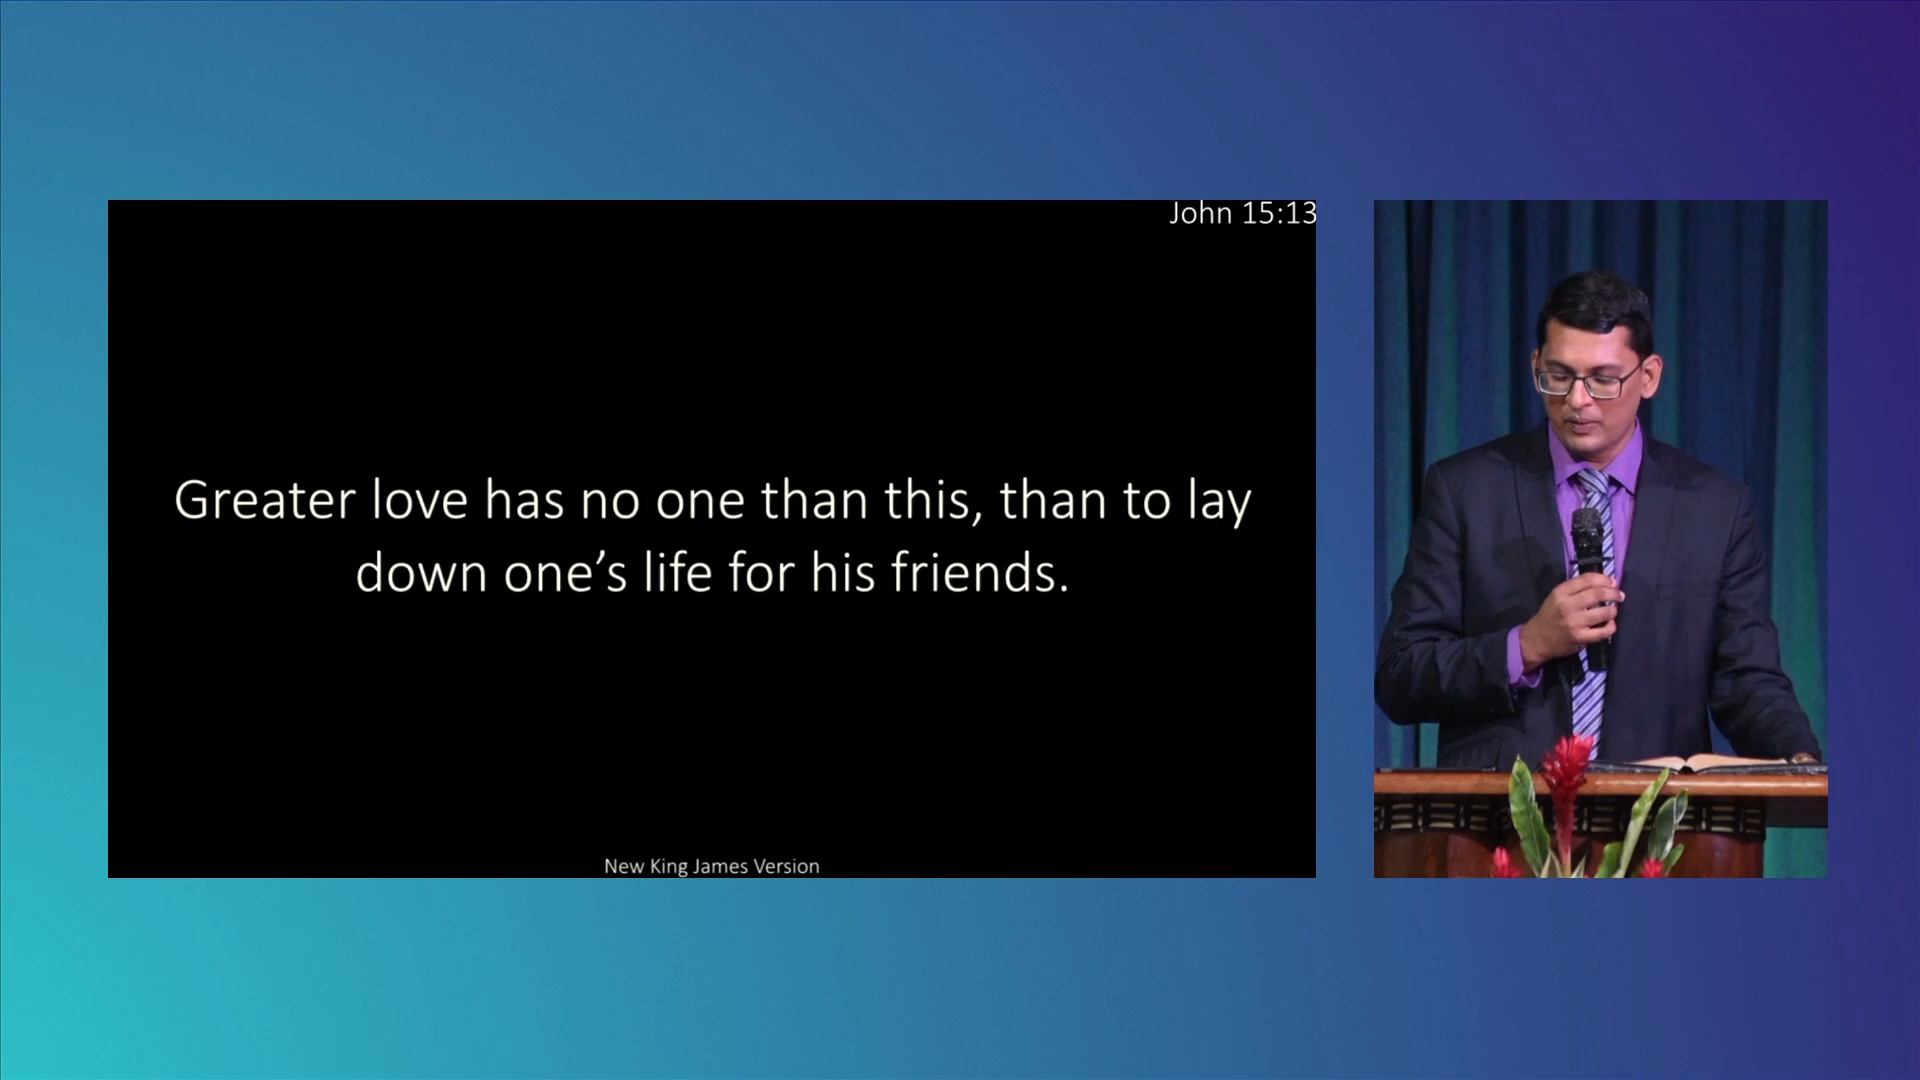 John 15:13
Greater love has no one than this, than to lay
down one’s life for his friends.
New King James Version